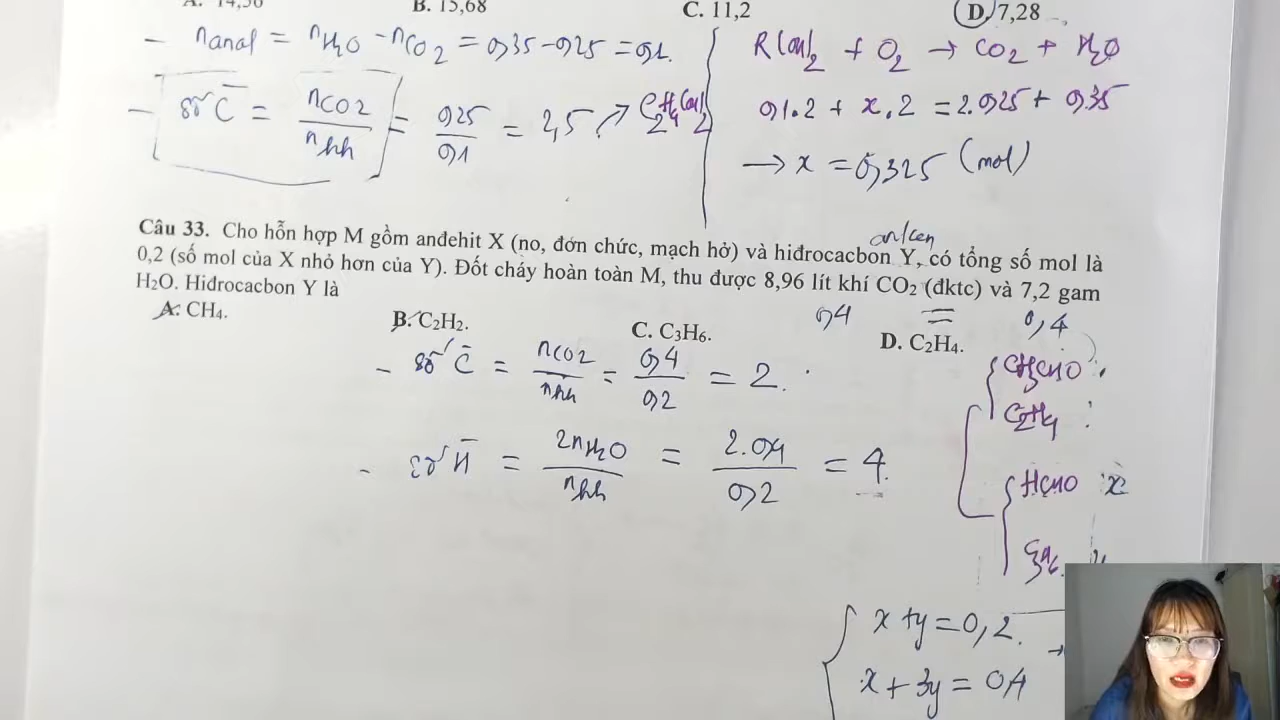 A. 14,56 B. 15,68 C. 11,2 D. 7,28
- nanal = nH2O - nCO2 = 0,35 - 0,25 = 0,1.
- số C̅ = nCO2 / nhh = 0,25 / 0,1 = 2,5 ↗ C2H4(OH)2
R(OH)2 + O2 → CO2 + H2O
0,1.2 + x.2 = 2.0,25 + 0,35
→ x = 0,325 (mol)
anken
Câu 33. Cho hỗn hợp M gồm anđehit X (no, đơn chức, mạch hở) và hiđrocacbon Y, có tổng số mol là
0,2 (số mol của X nhỏ hơn của Y). Đốt cháy hoàn toàn M, thu được 8,96 lít khí CO2 (đktc) và 7,2 gam
H2O. Hiđrocacbon Y là
0,4 = 0,4
A. CH4. B. C2H2. C. C3H6. D. C2H4.
- số C̅ = nCO2 / nhh = 0,4 / 0,2 = 2.
- số H̅ = 2nH2O / nhh = 2.0,4 / 0,2 = 4.
CH3CHO
C2H4
HCHO x
C3H6
x + y = 0,2.
x + 3y = 0,4